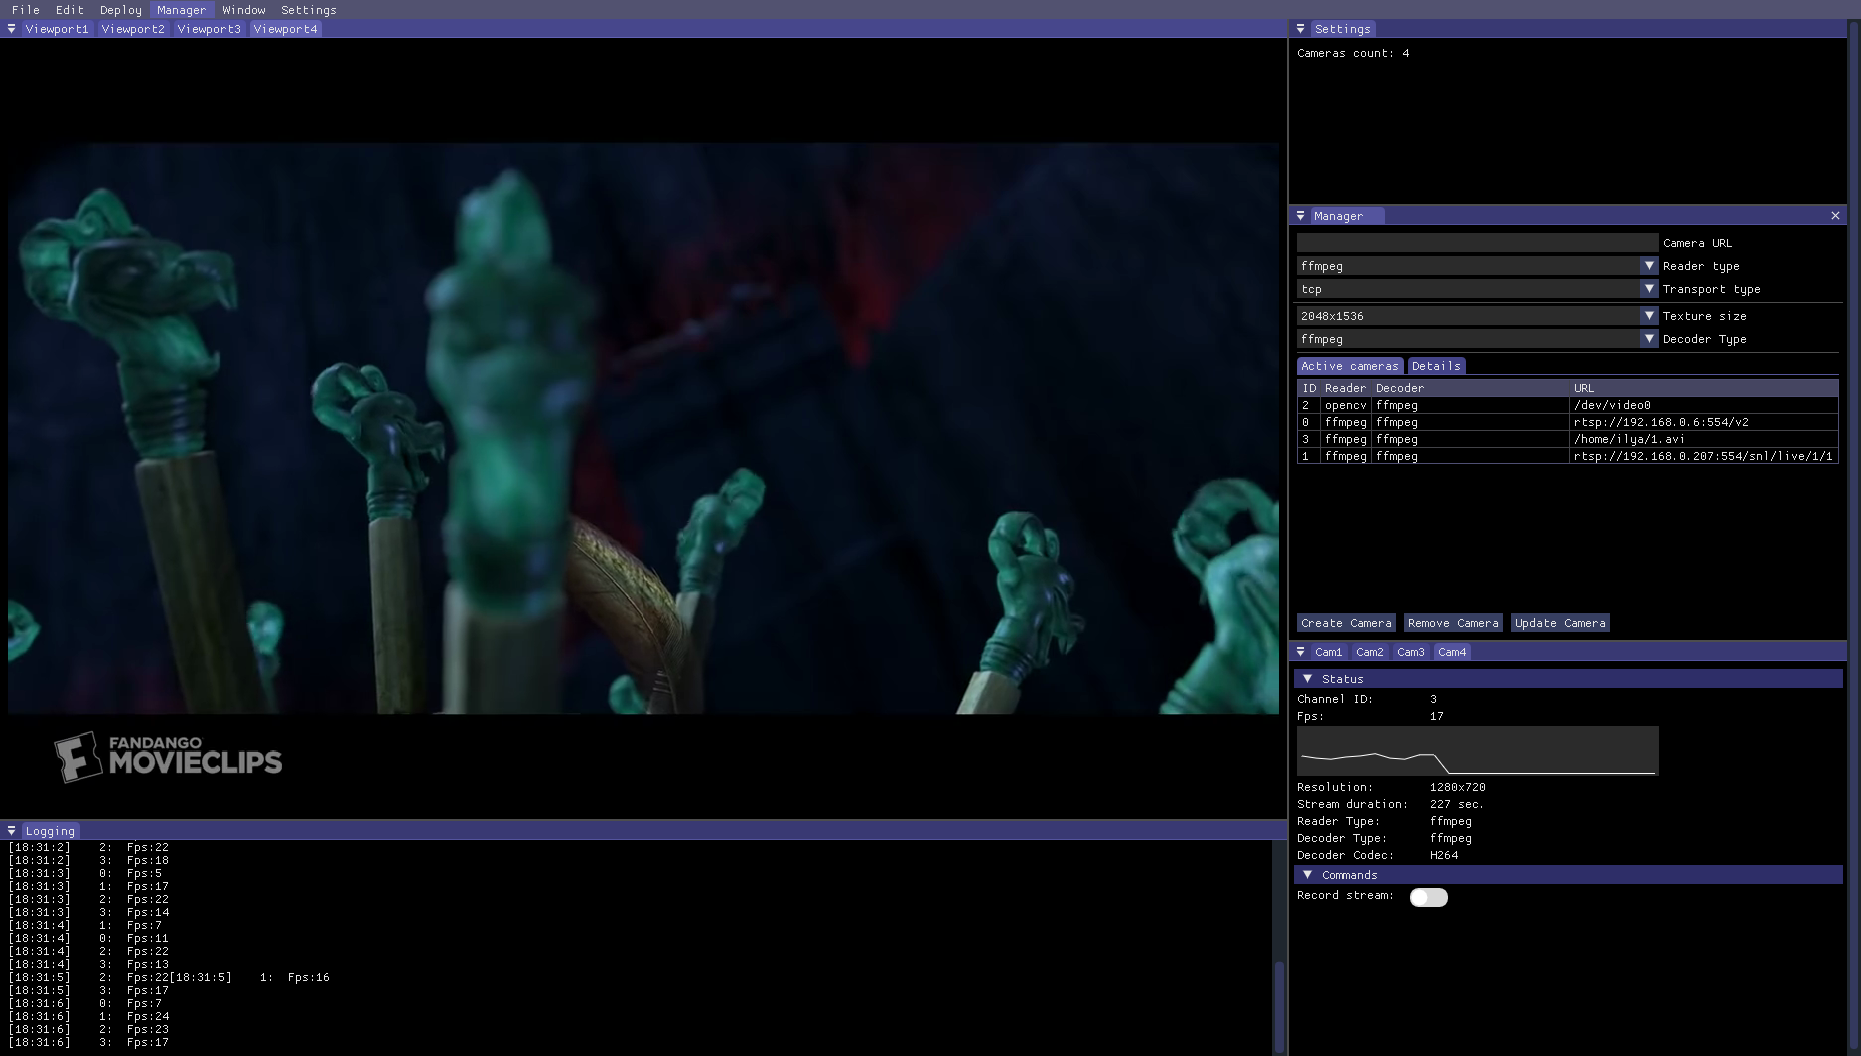 File Edit Deploy Manager Window Settings
Viewport1 Viewport2 Viewport3 Viewport4
FANDANGO
MOVIECLIPS
Logging
[18:31:2] 2: Fps:22
[18:31:2] 3: Fps:18
[18:31:3] 0: Fps:5
[18:31:3] 1: Fps:17
[18:31:3] 2: Fps:22
[18:31:3] 3: Fps:14
[18:31:4] 1: Fps:7
[18:31:4] 0: Fps:11
[18:31:4] 2: Fps:22
[18:31:4] 3: Fps:13
[18:31:5] 2: Fps:22[18:31:5] 1: Fps:16
[18:31:5] 3: Fps:17
[18:31:6] 0: Fps:7
[18:31:6] 1: Fps:24
[18:31:6] 2: Fps:23
[18:31:6] 3: Fps:17
Settings
Cameras count: 4
Manager
Camera URL
ffmpeg Reader type
tcp Transport type
2048x1536 Texture size
ffmpeg Decoder Type
Active cameras Details
ID Reader Decoder URL
2 opencv ffmpeg /dev/video0
0 ffmpeg ffmpeg rtsp://192.168.0.6:554/v2
3 ffmpeg ffmpeg /home/ilya/1.avi
1 ffmpeg ffmpeg rtsp://192.168.0.207:554/snl/live/1/1
Create Camera Remove Camera Update Camera
Cam1 Cam2 Cam3 Cam4
Status
Channel ID: 3
Fps: 17
Resolution: 1280x720
Stream duration: 227 sec.
Reader Type: ffmpeg
Decoder Type: ffmpeg
Decoder Codec: H264
Commands
Record stream: